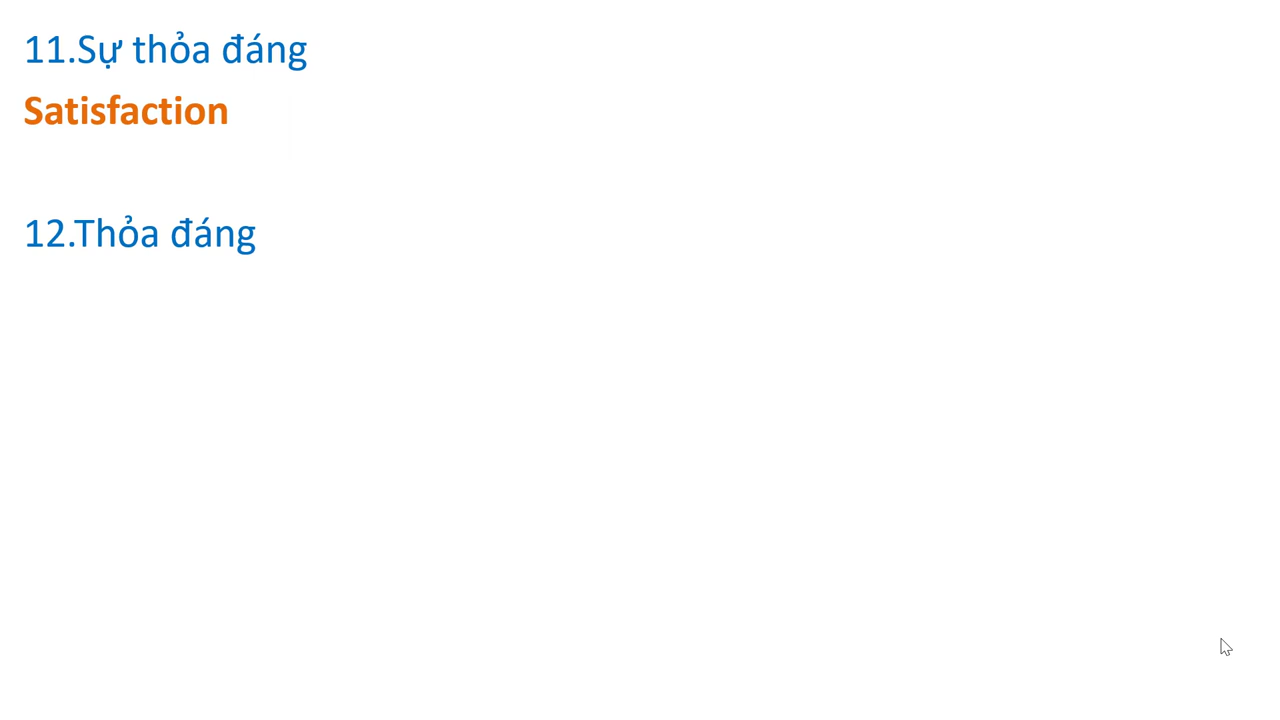 11.Sự thỏa đáng
Satisfaction
12.Thỏa đáng